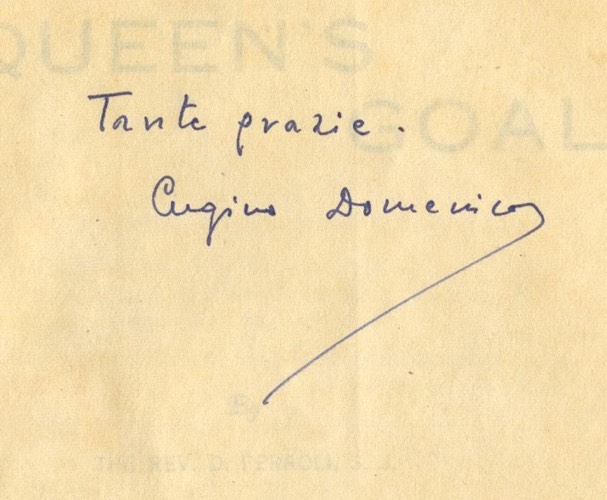 QUEEN'S
Tante grazie.
GOAL
Cugino Domenico
By
THE REV. D. FERROLI, S. J.